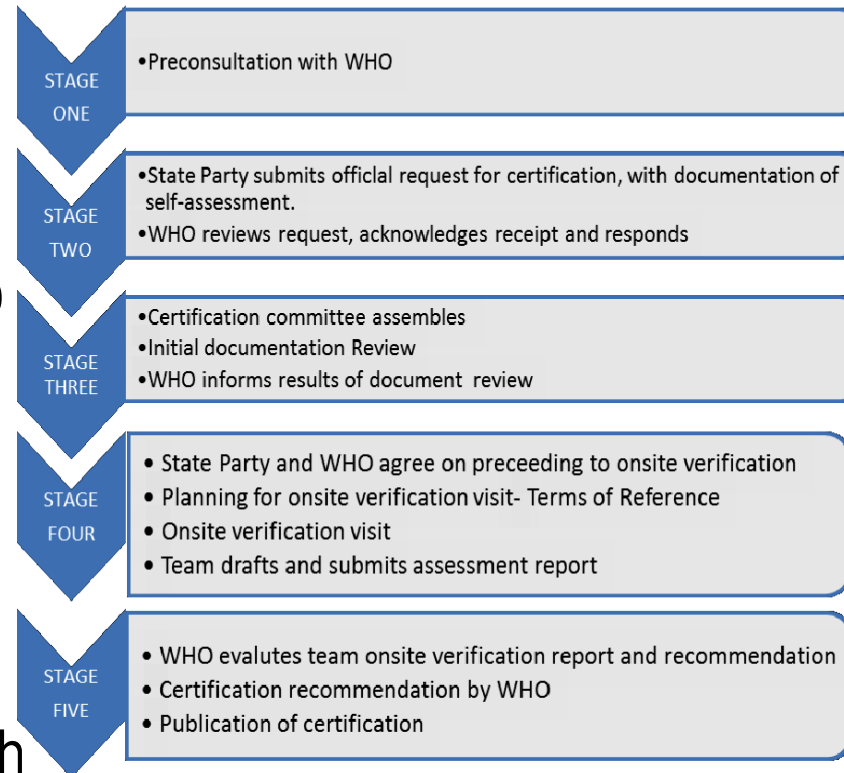 STAGE
ONE
•Preconsultation with WHO
STAGE
TWO
•State Party submits official request for certification, with documentation of
self-assessment.
•WHO reviews request, acknowledges receipt and responds
)
STAGE
THREE
•Certification committee assembles
•Initial documentation Review
•WHO informs results of document review
STAGE
FOUR
• State Party and WHO agree on preceeding to onsite verification
• Planning for onsite verification visit- Terms of Reference
• Onsite verification visit
• Team drafts and submits assessment report
STAGE
FIVE
• WHO evalutes team onsite verification report and recommendation
• Certification recommendation by WHO
• Publication of certification
h